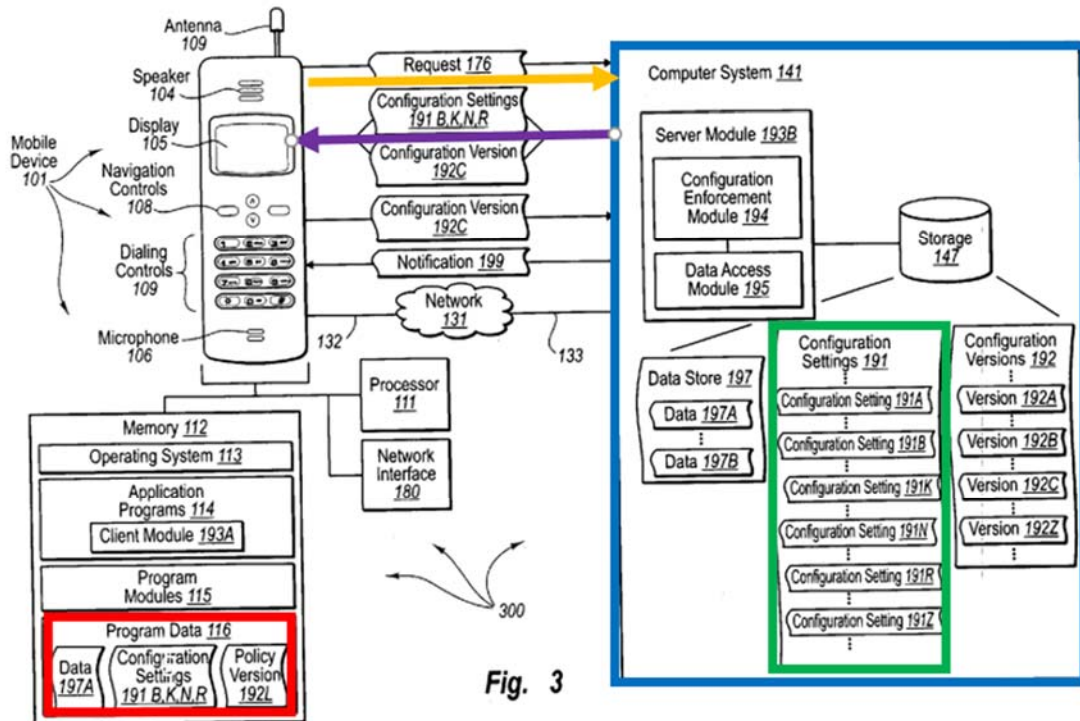 Antenna
109
Speaker
104
Display
105
Mobile
Device
101
Navigation
Controls
108
Dialing
Controls
109
Microphone
106
Request 176
Configuration Settings
191 B,K,N,R
Configuration Version
192C
Configuration Version
192C
Notification 199
Network
131
132
133
Processor
111
Network
Interface
180
Memory 112
Operating System 113
Application
Programs 114
Client Module 193A
Program
Modules 115
Program Data 116
Data
197A
Configuration
Settings
191 B,K,N,R
Policy
Version
192L
300
Fig. 3
Computer System 141
Server Module 193B
Configuration
Enforcement
Module 194
Data Access
Module 195
Storage
147
Data Store 197
Data 197A
Data 197B
Configuration
Settings 191
Configuration Setting 191A
Configuration Setting 191B
Configuration Setting 191K
Configuration Setting 191N
Configuration Setting 191R
Configuration Setting 191Z
Configuration
Versions 192
Version 192A
Version 192B
Version 192C
Version 192Z